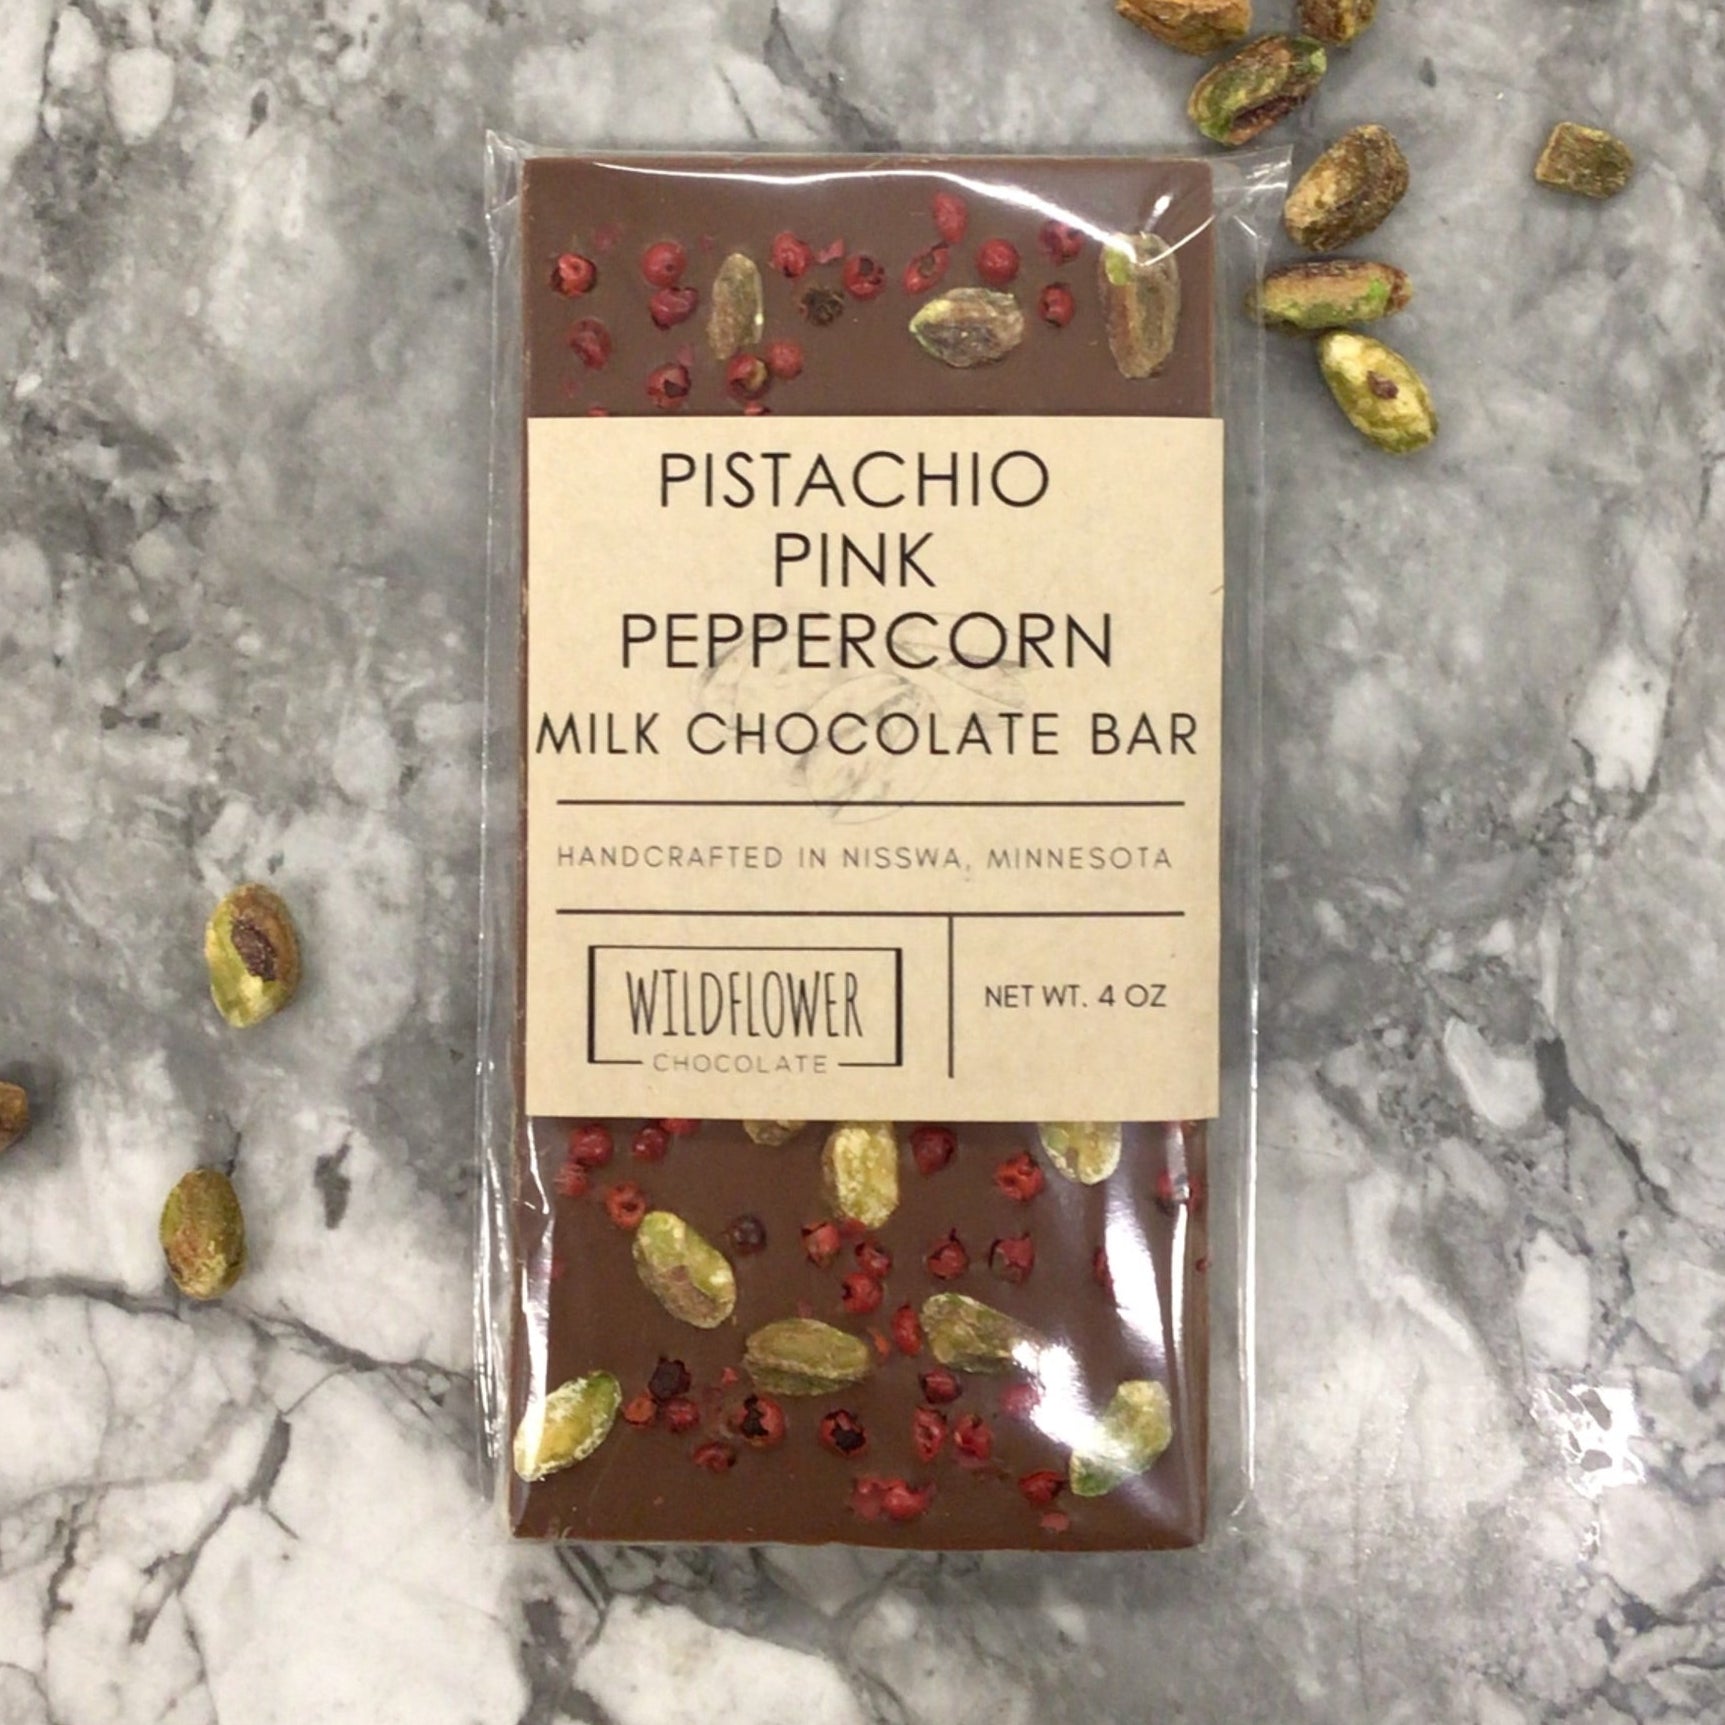 PISTACHIO
PINK
PEPPERCORN
MILK CHOCOLATE BAR
HANDCRAFTED IN NISSWA, MINNESOTA
WILDFLOWER
CHOCOLATE
NET WT. 4 OZ